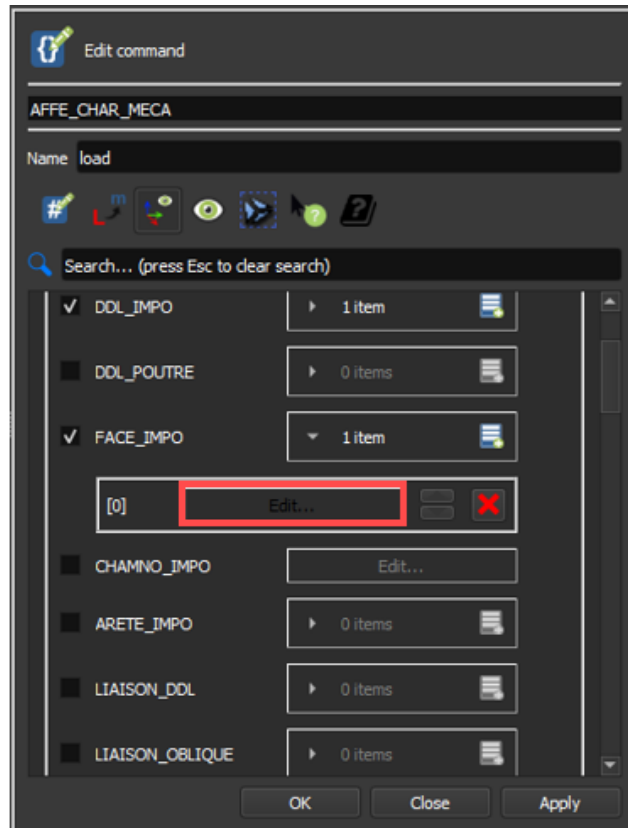 Edit command
AFFE_CHAR_MECA
Name load
Search... (press Esc to clear search)
DDL_IMPO 1 item
DDL_POUTRE 0 items
FACE_IMPO 1 item
[0] Edit...
CHAMNO_IMPO Edit...
ARETE_IMPO 0 items
LIAISON_DDL 0 items
LIAISON_OBLIQUE 0 items
OK Close Apply